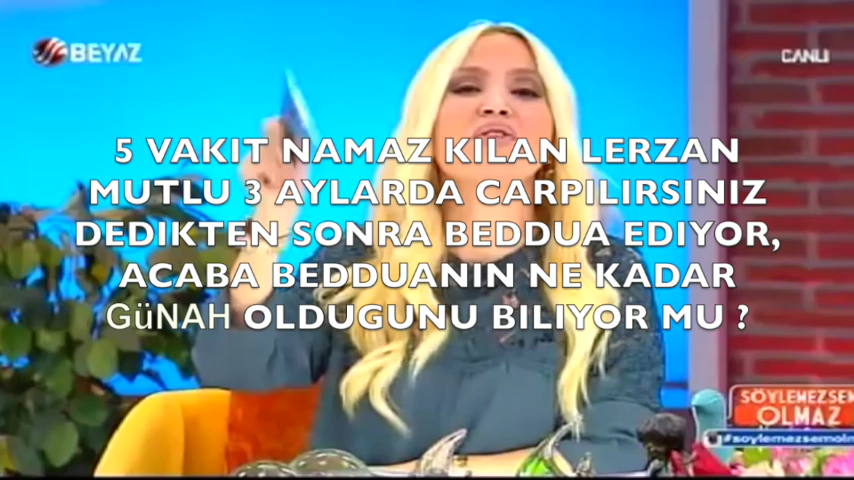 BEYAZ
CANLI
5 VAKIT NAMAZ KILAN LERZAN
MUTLU 3 AYLARDA CARPILIRSINIZ
DEDIKTEN SONRA BEDDUA EDIYOR,
ACABA BEDDUANIN NE KADAR
GüNAH OLDUGUNU BILIYOR MU ?
SÖYLEMEZSEM
OLMAZ
#soylemezsemolm